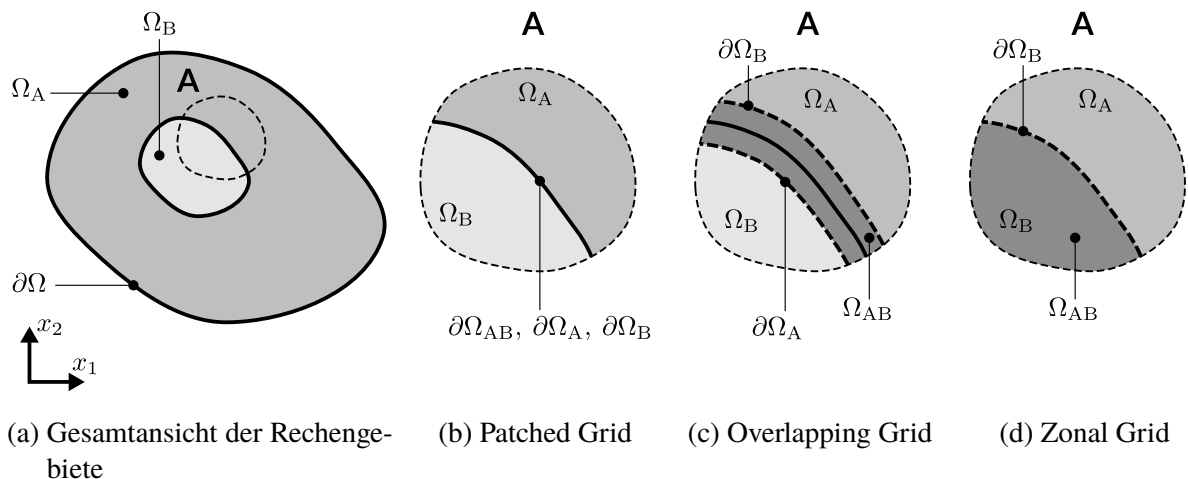 Ω_B
Ω_A
A
∂Ω
x_2
x_1
(a) Gesamtansicht der Rechenge-
biete
A
Ω_A
Ω_B
∂Ω_AB, ∂Ω_A, ∂Ω_B
(b) Patched Grid
A
∂Ω_B
Ω_A
Ω_B
Ω_AB
∂Ω_A
(c) Overlapping Grid
A
∂Ω_B
Ω_A
Ω_B
Ω_AB
(d) Zonal Grid